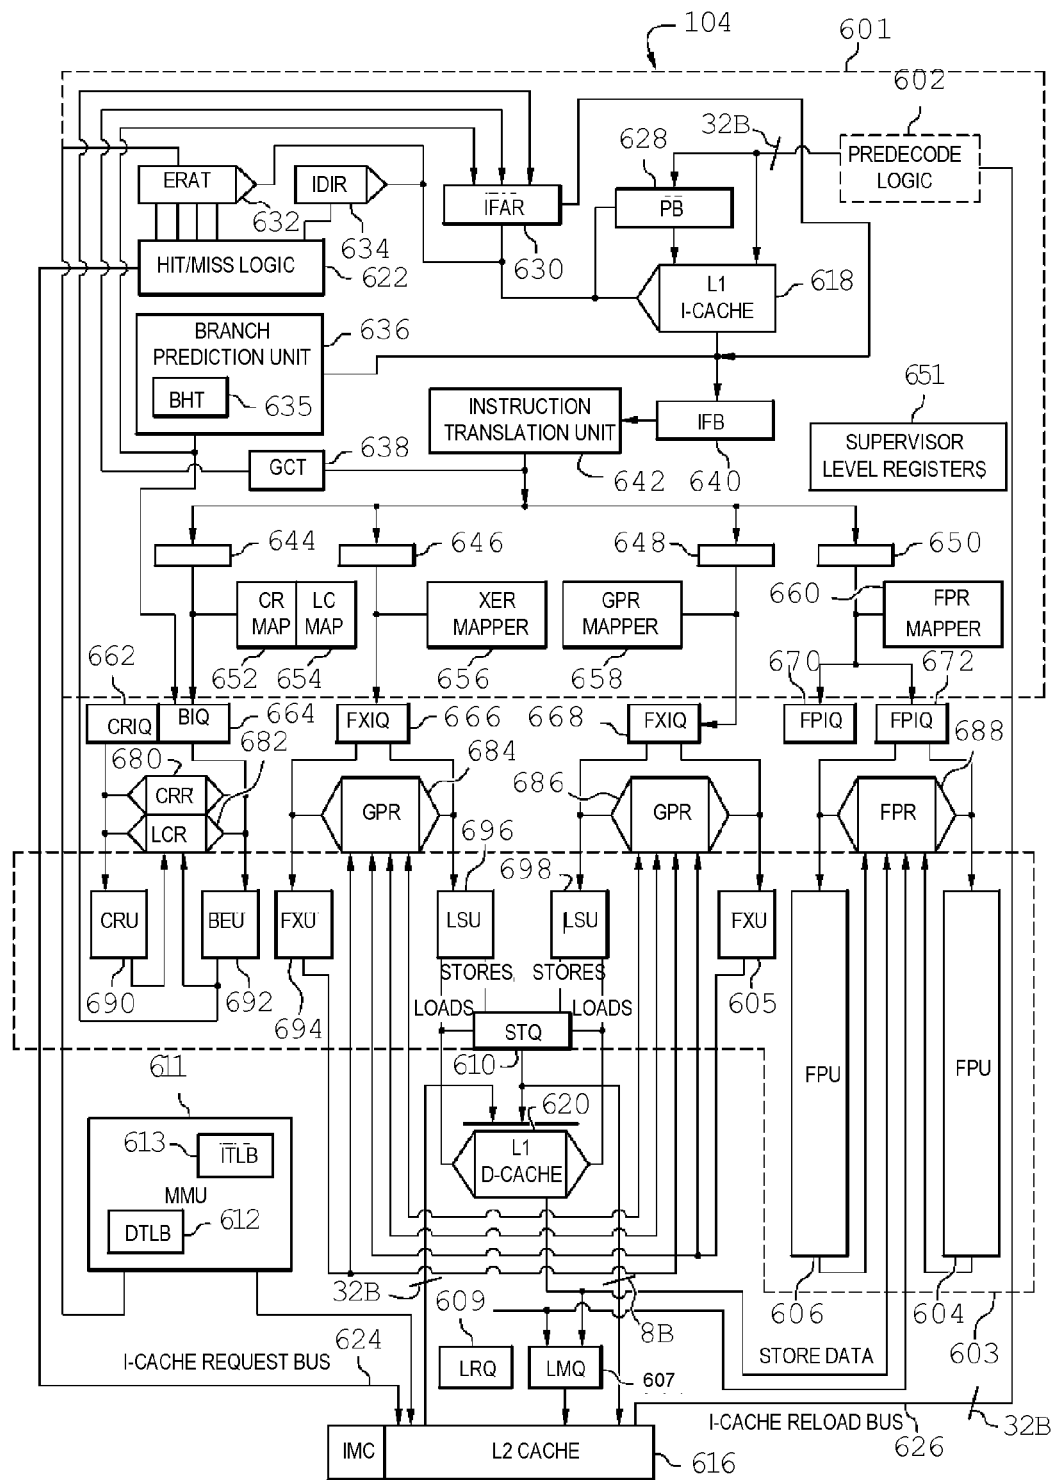 104
601
602
32B
628
PREDECODE
LOGIC
ERAT
632
IDIR
634
IFAR
630
PB
HIT/MISS LOGIC
622
L1
I-CACHE
618
BRANCH
PREDICTION UNIT
636
BHT
635
INSTRUCTION
TRANSLATION UNIT
642
IFB
640
651
SUPERVISOR
LEVEL REGISTERS
GCT
638
644
646
648
650
CR
MAP
LC
MAP
652
654
XER
MAPPER
656
GPR
MAPPER
658
660
FPR
MAPPER
662
CRIQ
BIQ
664
FXIQ
666
668
FXIQ
670
FPIQ
672
FPIQ
680
682
CRR
LCR
684
GPR
686
GPR
688
FPR
696
698
CRU
690
BEU
692
FXU
694
LSU
LSU
FXU
605
STORES
STORES
LOADS
LOADS
STQ
610
FPU
FPU
611
613
ITLB
MMU
DTLB
612
620
L1
D-CACHE
32B
8B
606
604
603
609
LRQ
LMQ
607
624
I-CACHE REQUEST BUS
STORE DATA
I-CACHE RELOAD BUS
626
32B
IMC
L2 CACHE
616